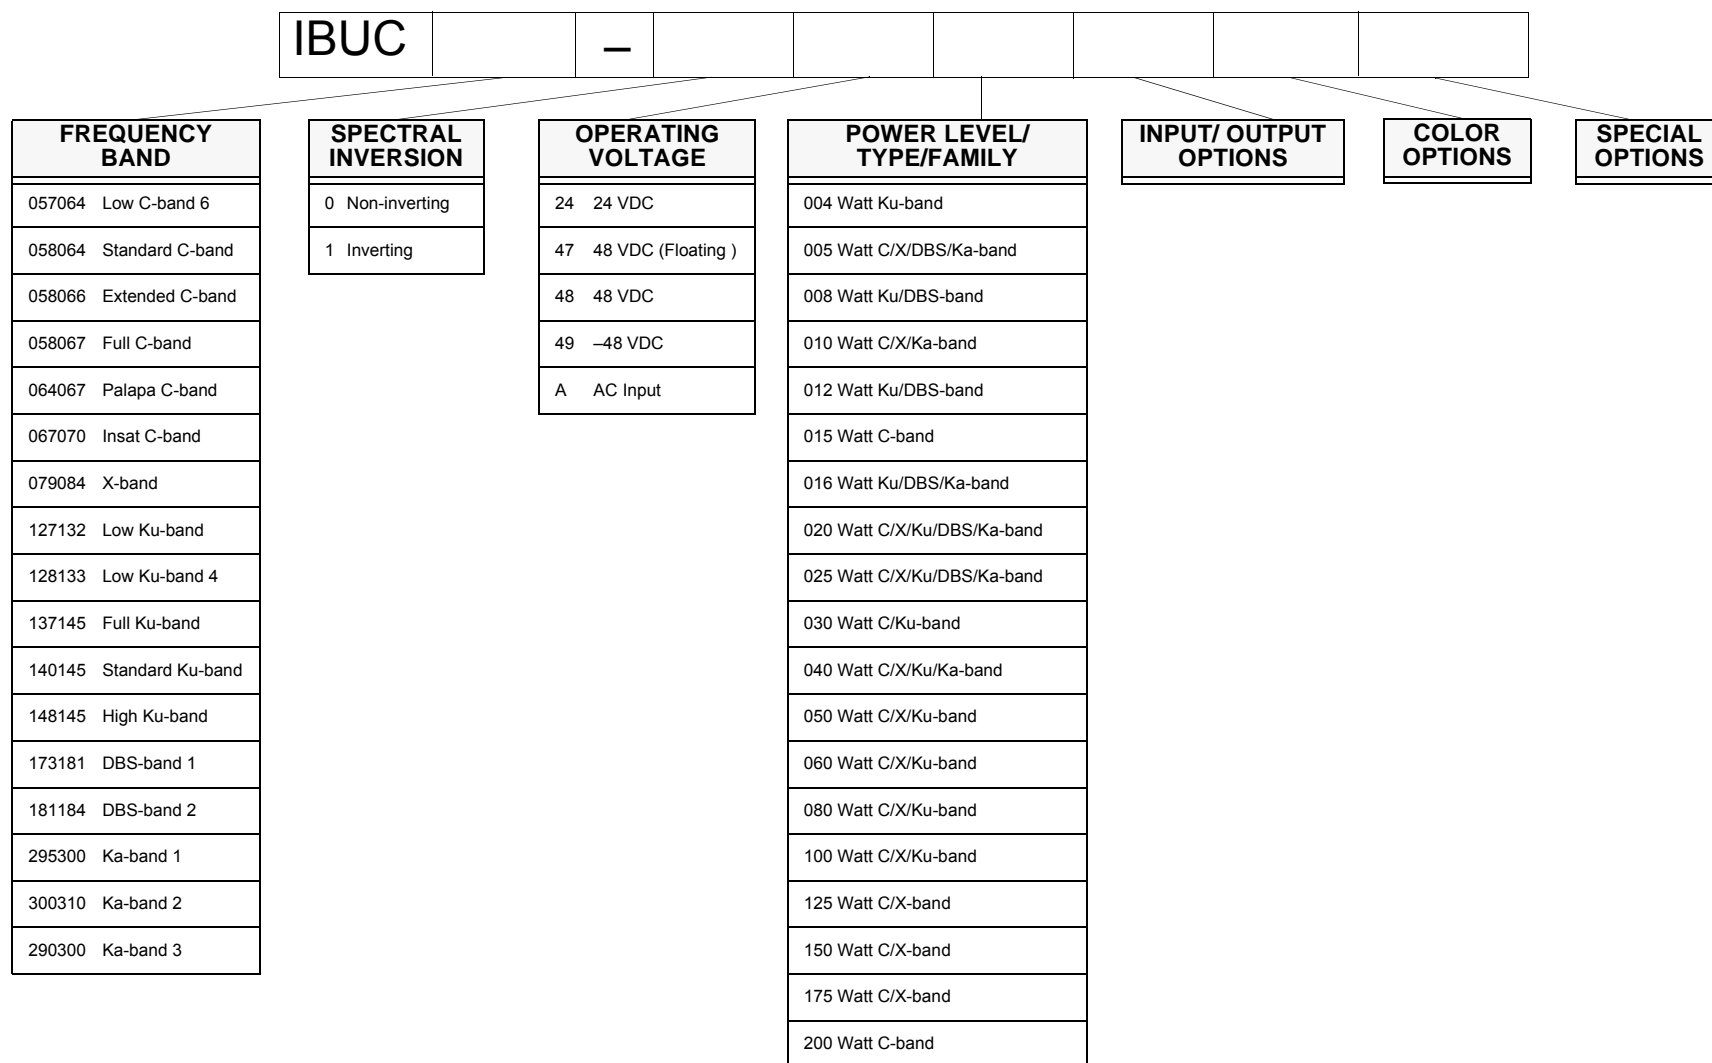 IBUC –
FREQUENCY
BAND
057064 Low C-band 6
058064 Standard C-band
058066 Extended C-band
058067 Full C-band
064067 Palapa C-band
067070 Insat C-band
079084 X-band
127132 Low Ku-band
128133 Low Ku-band 4
137145 Full Ku-band
140145 Standard Ku-band
148145 High Ku-band
173181 DBS-band 1
181184 DBS-band 2
295300 Ka-band 1
300310 Ka-band 2
290300 Ka-band 3
SPECTRAL
INVERSION
0 Non-inverting
1 Inverting
OPERATING
VOLTAGE
24 24 VDC
47 48 VDC (Floating )
48 48 VDC
49 –48 VDC
A AC Input
POWER LEVEL/
TYPE/FAMILY
004 Watt Ku-band
005 Watt C/X/DBS/Ka-band
008 Watt Ku/DBS-band
010 Watt C/X/Ka-band
012 Watt Ku/DBS-band
015 Watt C-band
016 Watt Ku/DBS/Ka-band
020 Watt C/X/Ku/DBS/Ka-band
025 Watt C/X/Ku/DBS/Ka-band
030 Watt C/Ku-band
040 Watt C/X/Ku/Ka-band
050 Watt C/X/Ku-band
060 Watt C/X/Ku-band
080 Watt C/X/Ku-band
100 Watt C/X/Ku-band
125 Watt C/X-band
150 Watt C/X-band
175 Watt C/X-band
200 Watt C-band
INPUT/ OUTPUT
OPTIONS
COLOR
OPTIONS
SPECIAL
OPTIONS